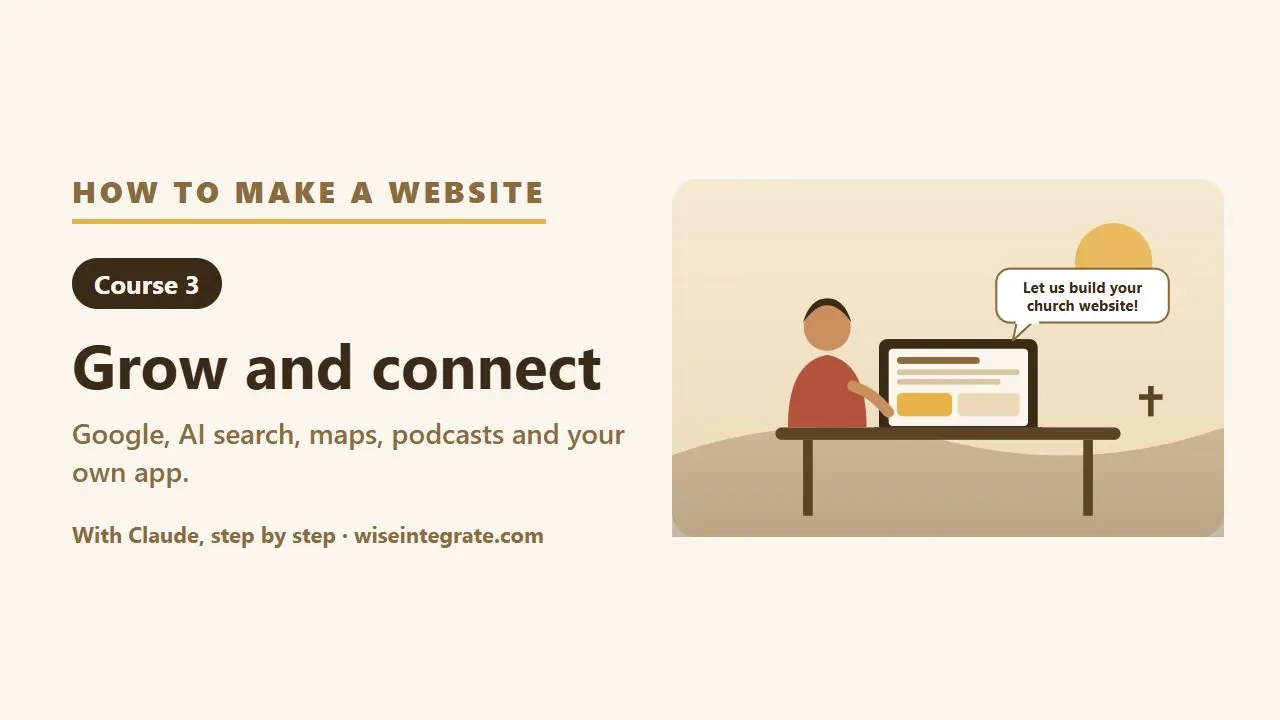 HOW TO MAKE A WEBSITE
Course 3
Grow and connect
Google, AI search, maps, podcasts and your
own app.
With Claude, step by step · wiseintegrate.com
Let us build your
church website!